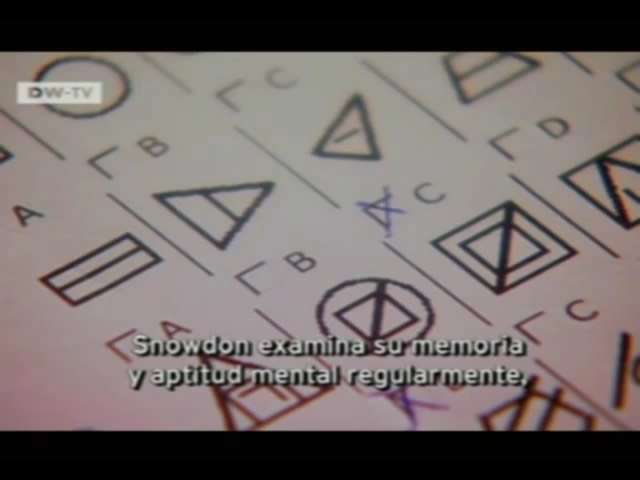 DW-TV
C
B
D
C
A
B
C
A
Snowdon examina su memoria
y aptitud mental regularmente.